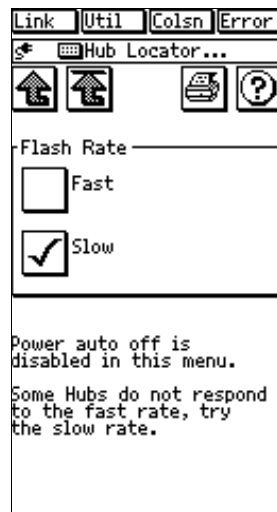 Link Util Colsn Error
Hub Locator...
?
Flash Rate
Fast
Slow
Power auto off is
disabled in this menu.
Some Hubs do not respond
to the fast rate, try
the slow rate.